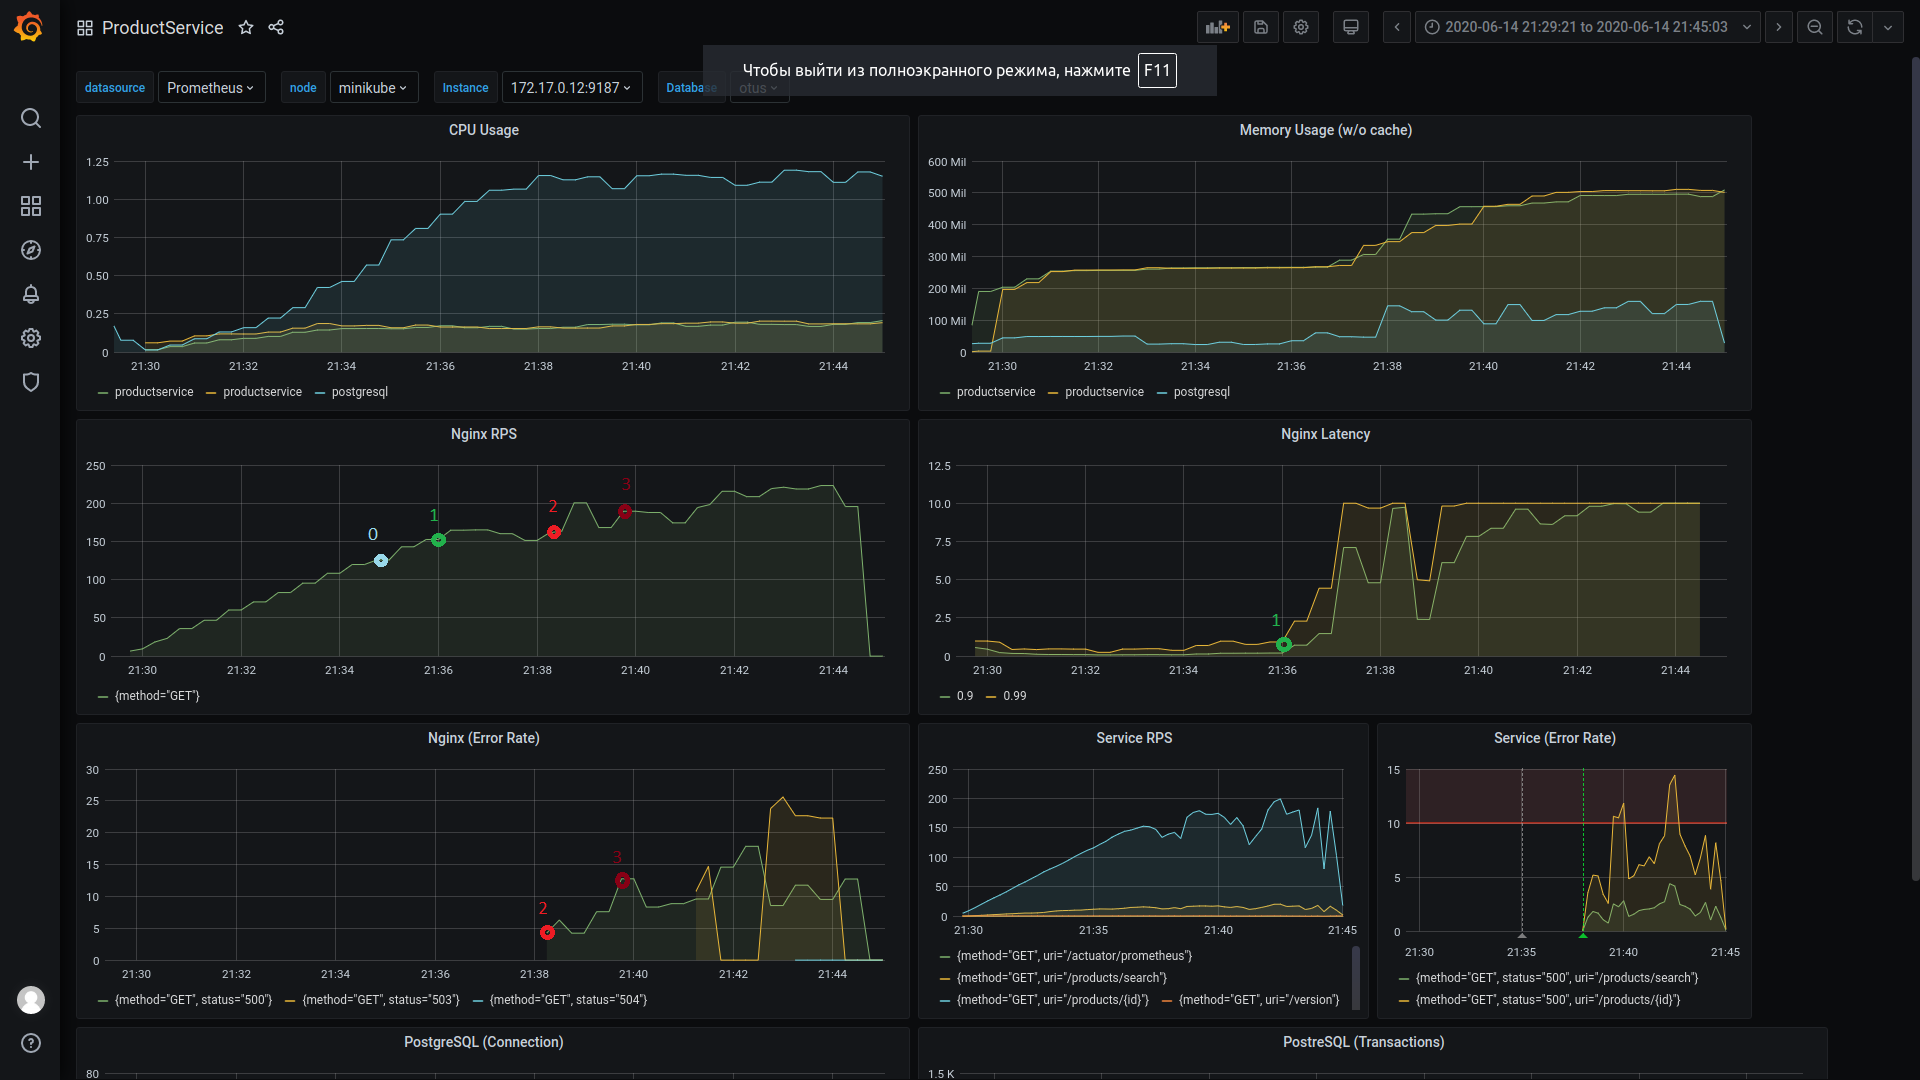 ProductService
2020-06-14 21:29:21 to 2020-06-14 21:45:03
Чтобы выйти из полноэкранного режима, нажмите F11
datasource Prometheus node minikube Instance 172.17.0.12:9187 Database otus
CPU Usage
1.25
1.00
0.75
0.50
0.25
0
21:30 21:32 21:34 21:36 21:38 21:40 21:42 21:44
productservice productservice postgresql
Memory Usage (w/o cache)
600 Mil
500 Mil
400 Mil
300 Mil
200 Mil
100 Mil
0
21:30 21:32 21:34 21:36 21:38 21:40 21:42 21:44
productservice productservice postgresql
Nginx RPS
250
200
150
100
50
0
0 1 2 3
21:30 21:32 21:34 21:36 21:38 21:40 21:42 21:44
{method="GET"}
Nginx Latency
12.5
10.0
7.5
5.0
2.5
0
1
21:30 21:32 21:34 21:36 21:38 21:40 21:42 21:44
0.9 0.99
Nginx (Error Rate)
30
25
20
15
10
5
0
2 3
21:30 21:32 21:34 21:36 21:38 21:40 21:42 21:44
{method="GET", status="500"} {method="GET", status="503"} {method="GET", status="504"}
Service RPS
250
200
150
100
50
0
21:30 21:35 21:40 21:45
{method="GET", uri="/actuator/prometheus"}
{method="GET", uri="/products/search"}
{method="GET", uri="/products/{id}"} {method="GET", uri="/version"}
Service (Error Rate)
15
10
5
0
21:30 21:35 21:40 21:45
{method="GET", status="500", uri="/products/search"}
{method="GET", status="500", uri="/products/{id}"}
PostgreSQL (Connection)
80
PostreSQL (Transactions)
1.5 K